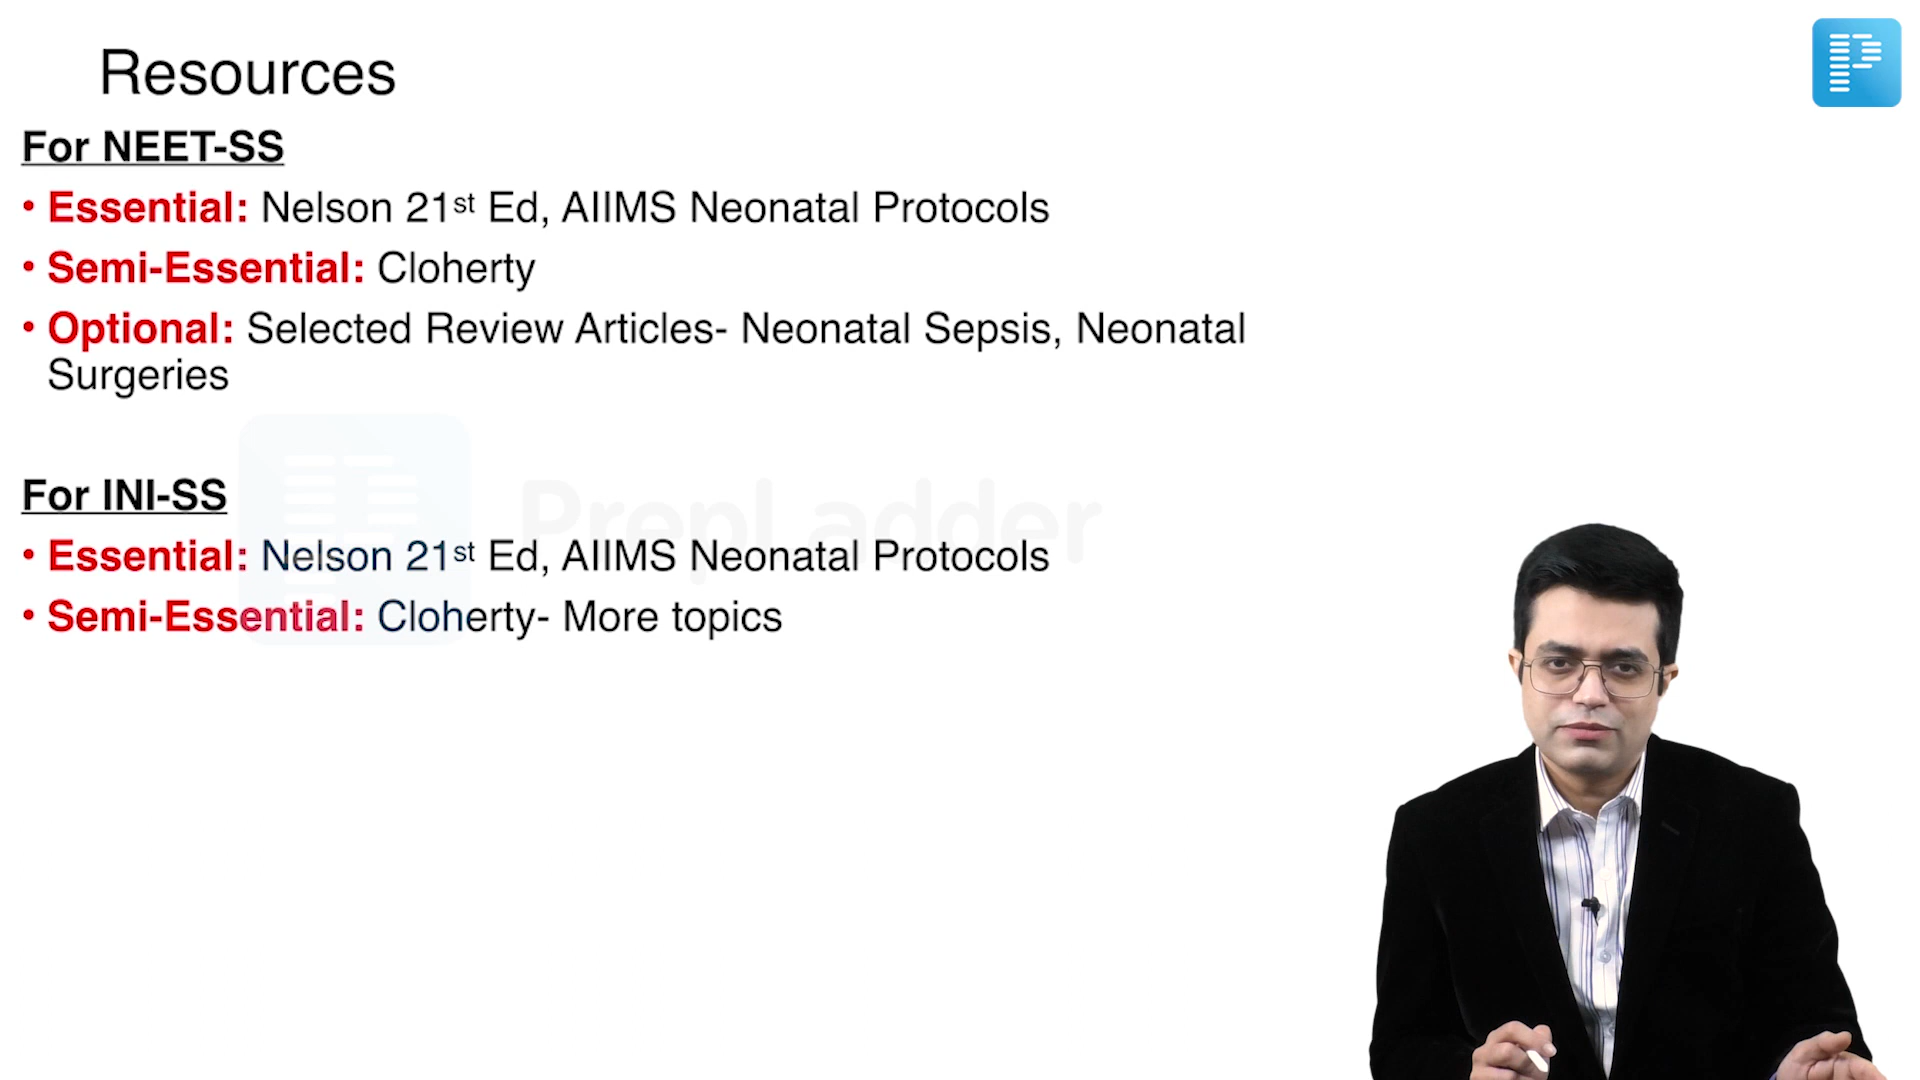 Resources
For NEET-SS
• Essential: Nelson 21st Ed, AIIMS Neonatal Protocols
• Semi-Essential: Cloherty
• Optional: Selected Review Articles- Neonatal Sepsis, Neonatal
Surgeries
PrepLadder
For INI-SS
• Essential: Nelson 21st Ed, AIIMS Neonatal Protocols
• Semi-Essential: Cloherty- More topics